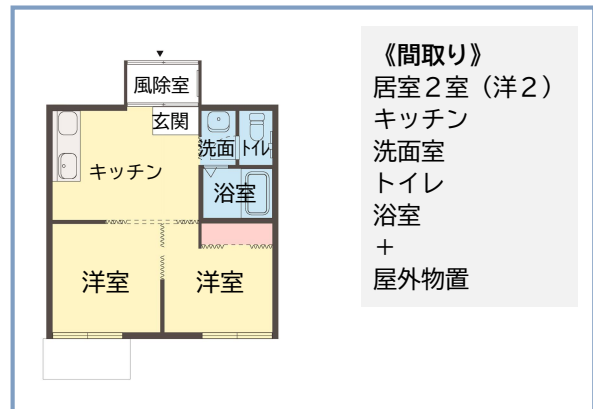 風除室
玄関
洗面 トイレ
キッチン
浴室
洋室 洋室
《間取り》
居室２室（洋２）
キッチン
洗面室
トイレ
浴室
＋
屋外物置